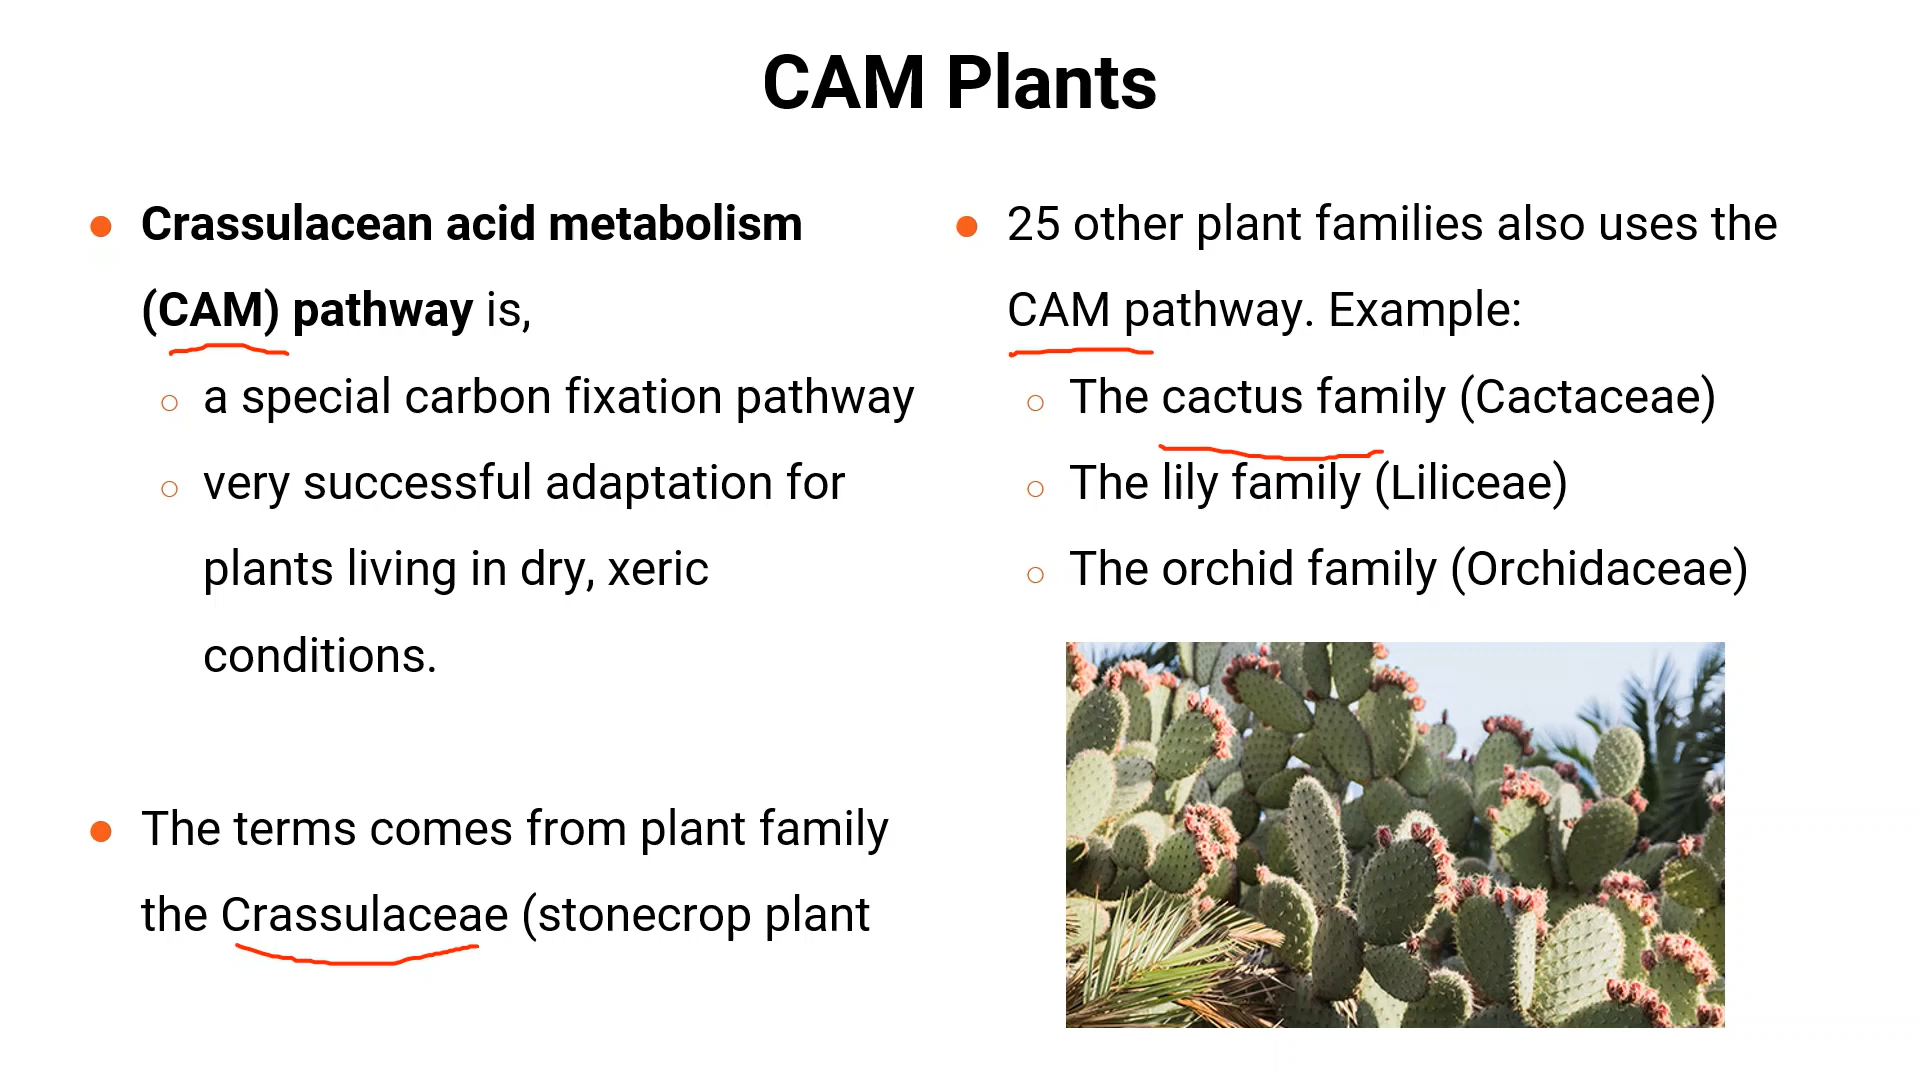 CAM Plants
Crassulacean acid metabolism
(CAM) pathway is,
a special carbon fixation pathway
very successful adaptation for
plants living in dry, xeric
conditions.
The terms comes from plant family
the Crassulaceae (stonecrop plant
25 other plant families also uses the
CAM pathway. Example:
The cactus family (Cactaceae)
The lily family (Liliceae)
The orchid family (Orchidaceae)